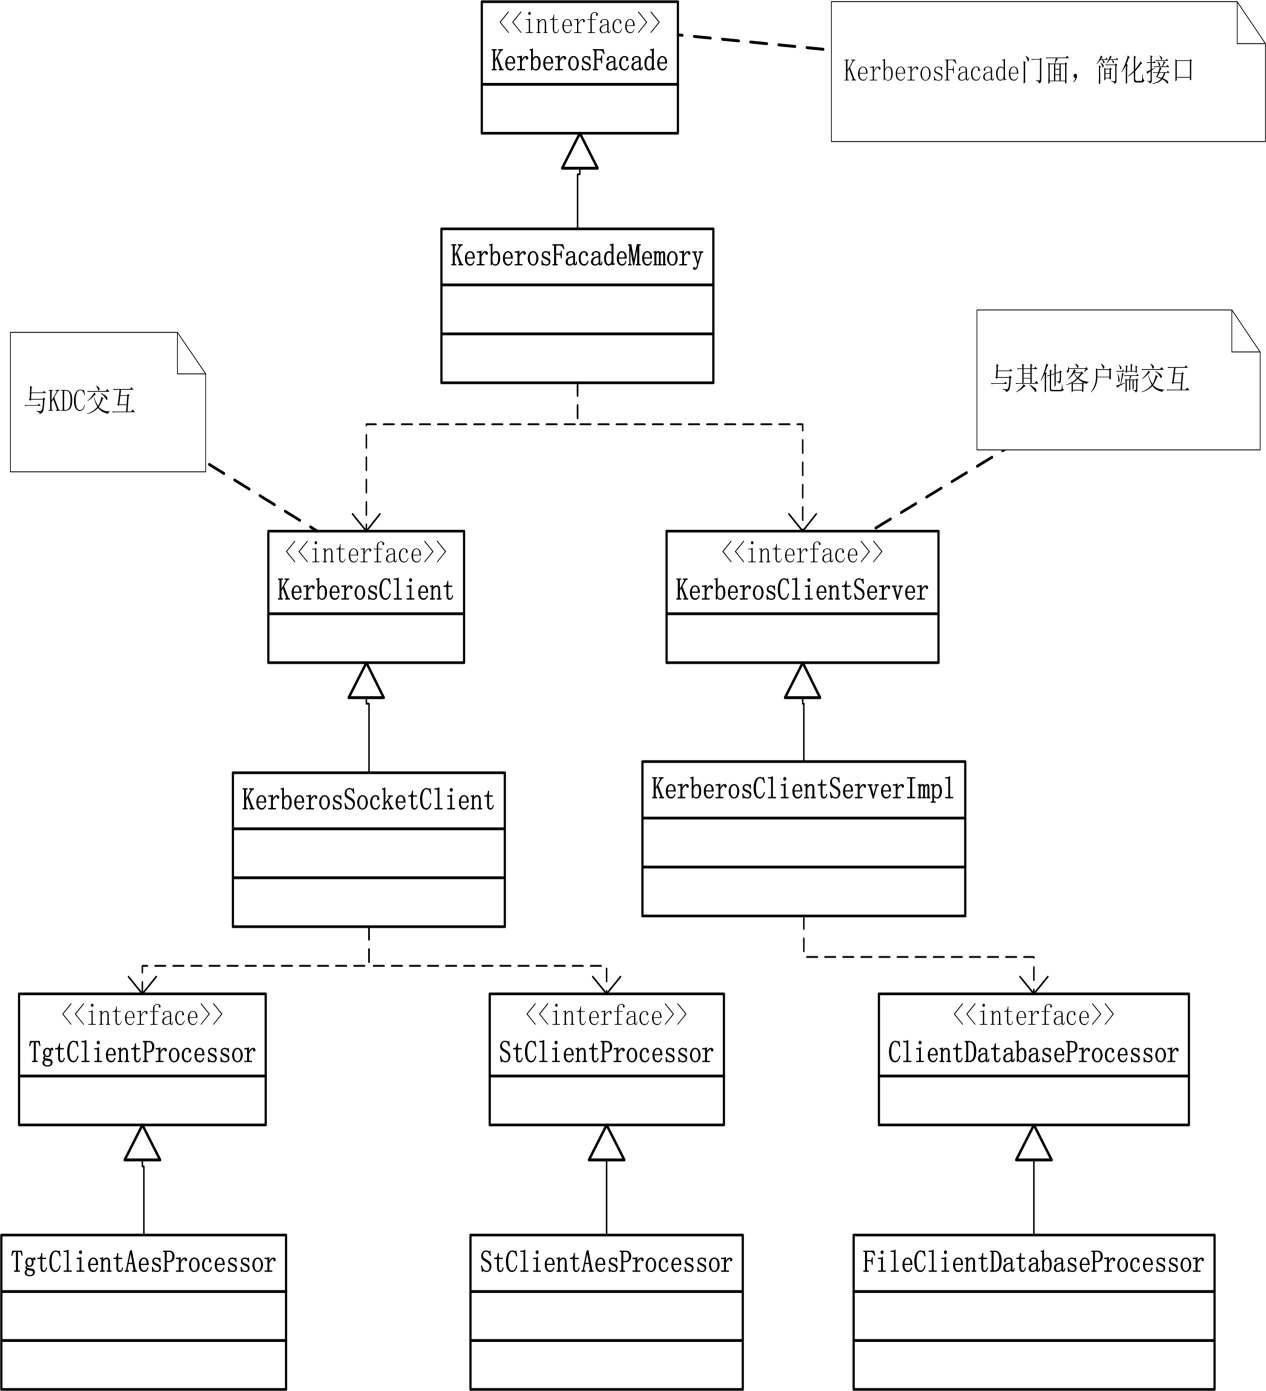 <<interface>>
KerberosFacade
KerberosFacade门面，简化接口
KerberosFacadeMemory
与KDC交互
与其他客户端交互
<<interface>>
KerberosClient
<<interface>>
KerberosClientServer
KerberosSocketClient
KerberosClientServerImpl
<<interface>>
TgtClientProcessor
<<interface>>
StClientProcessor
<<interface>>
ClientDatabaseProcessor
TgtClientAesProcessor
StClientAesProcessor
FileClientDatabaseProcessor